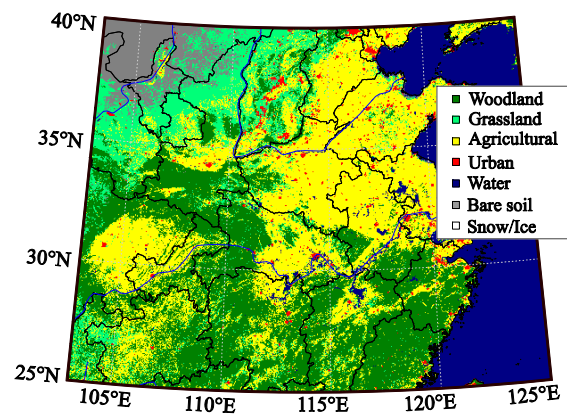 40°N
35°N
30°N
25°N
105°E
110°E
115°E
120°E
125°E
Woodland
Grassland
Agricultural
Urban
Water
Bare soil
Snow/Ice